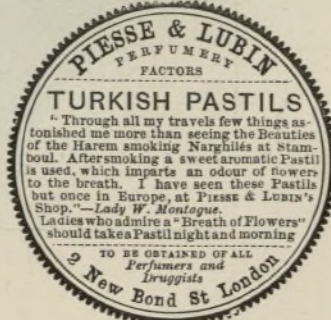 PIESSE & LUBIN
PERFUMERY
FACTORS
TURKISH PASTILS
"Through all my travels few things as-
tonished me more than seeing the Beauties
of the Harem smoking Narghilés at Stam-
boul. After smoking a sweet aromatic Pastil
is used, which imparts an odour of flowers
to the breath. I have seen these Pastils
but once in Europe, at PIESSE & LUBIN'S
Shop."—Lady W. Montague.
Ladies who admire a "Breath of Flowers"
should take a Pastil night and morning
TO BE OBTAINED OF ALL
Perfumers and
Druggists
2 New Bond St London